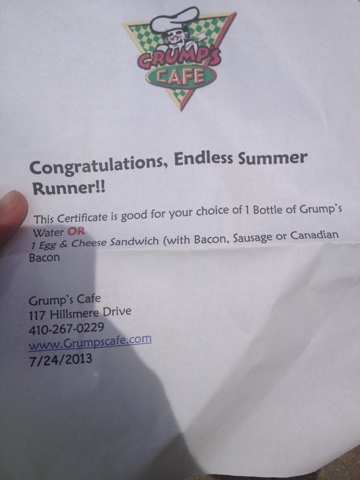 GRUMP'S
CAFE
Congratulations, Endless Summer
Runner!!
This Certificate is good for your choice of 1 Bottle of Grump's
Water OR
1 Egg & Cheese Sandwich (with Bacon, Sausage or Canadian
Bacon
Grump's Cafe
117 Hillsmere Drive
410-267-0229
www.Grumpscafe.com
7/24/2013